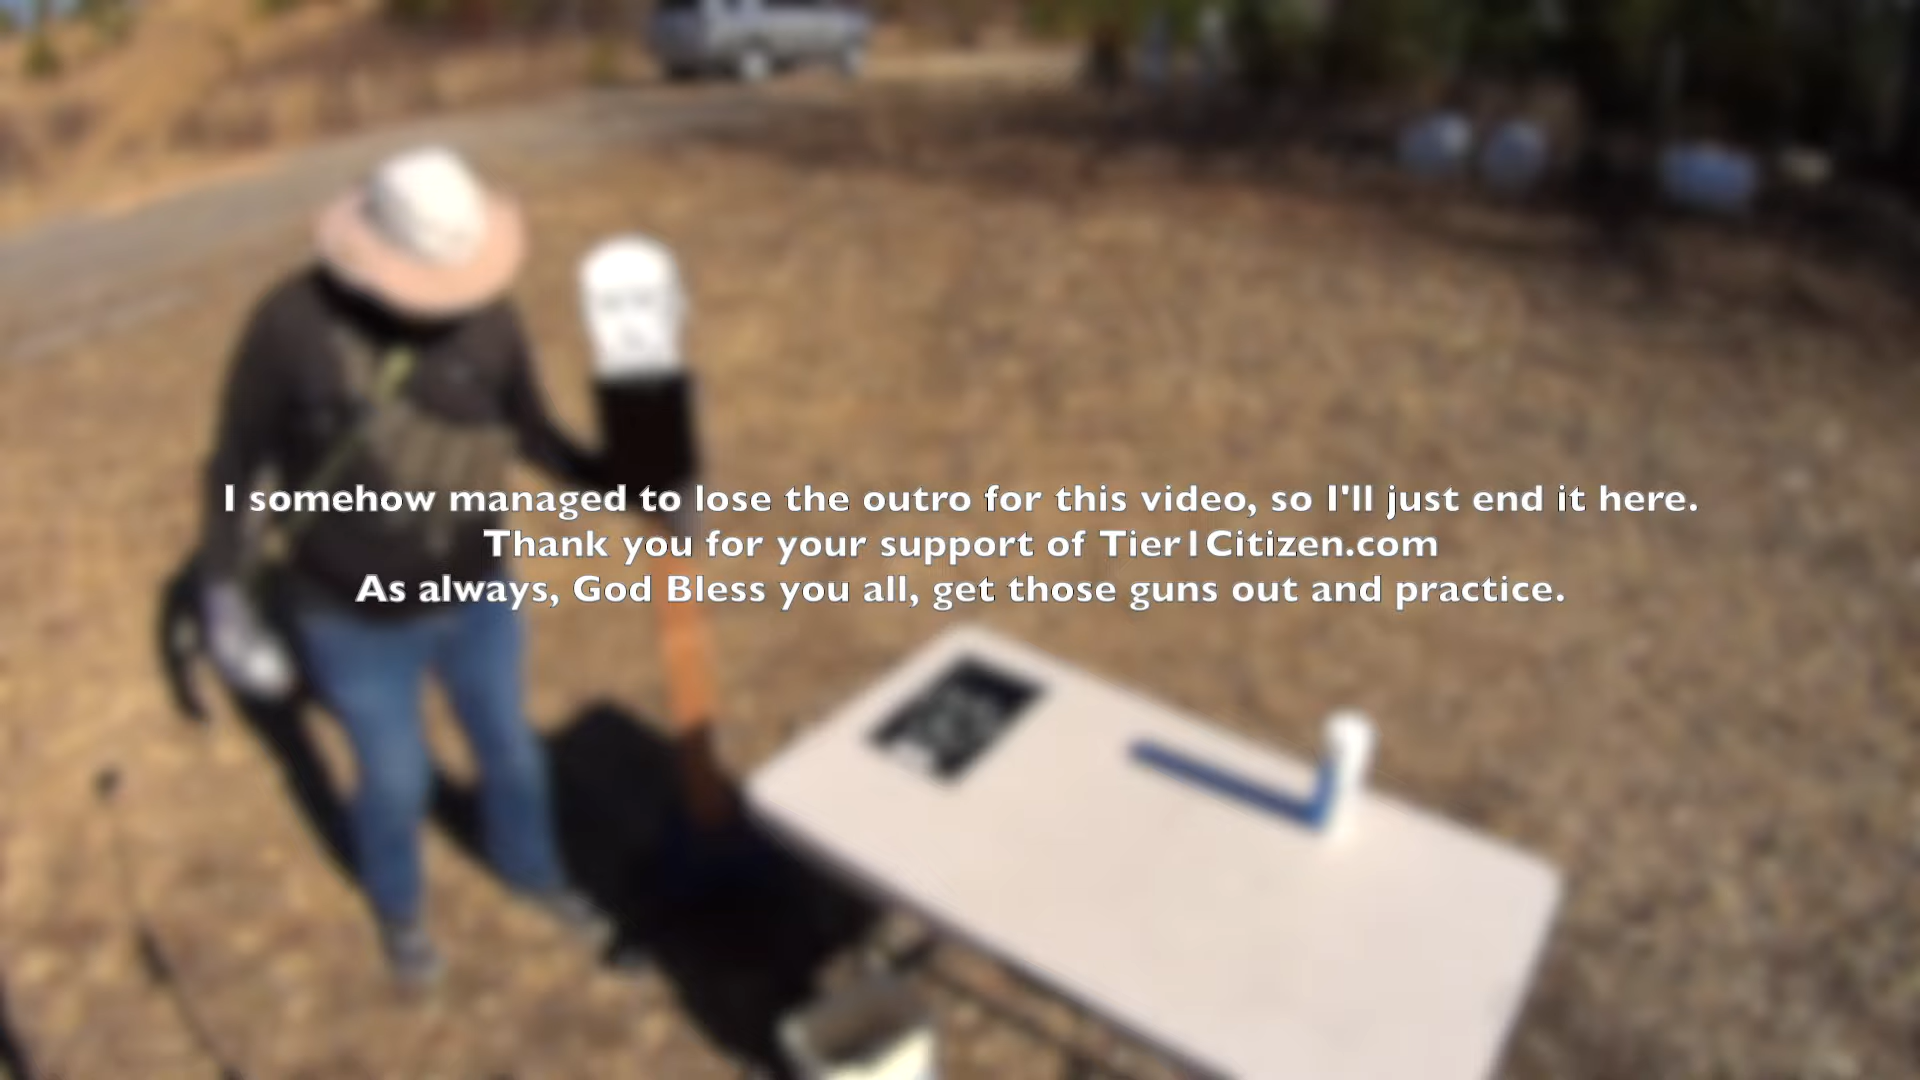 I somehow managed to lose the outro for this video, so I'll just end it here.
Thank you for your support of Tier1Citizen.com
As always, God Bless you all, get those guns out and practice.